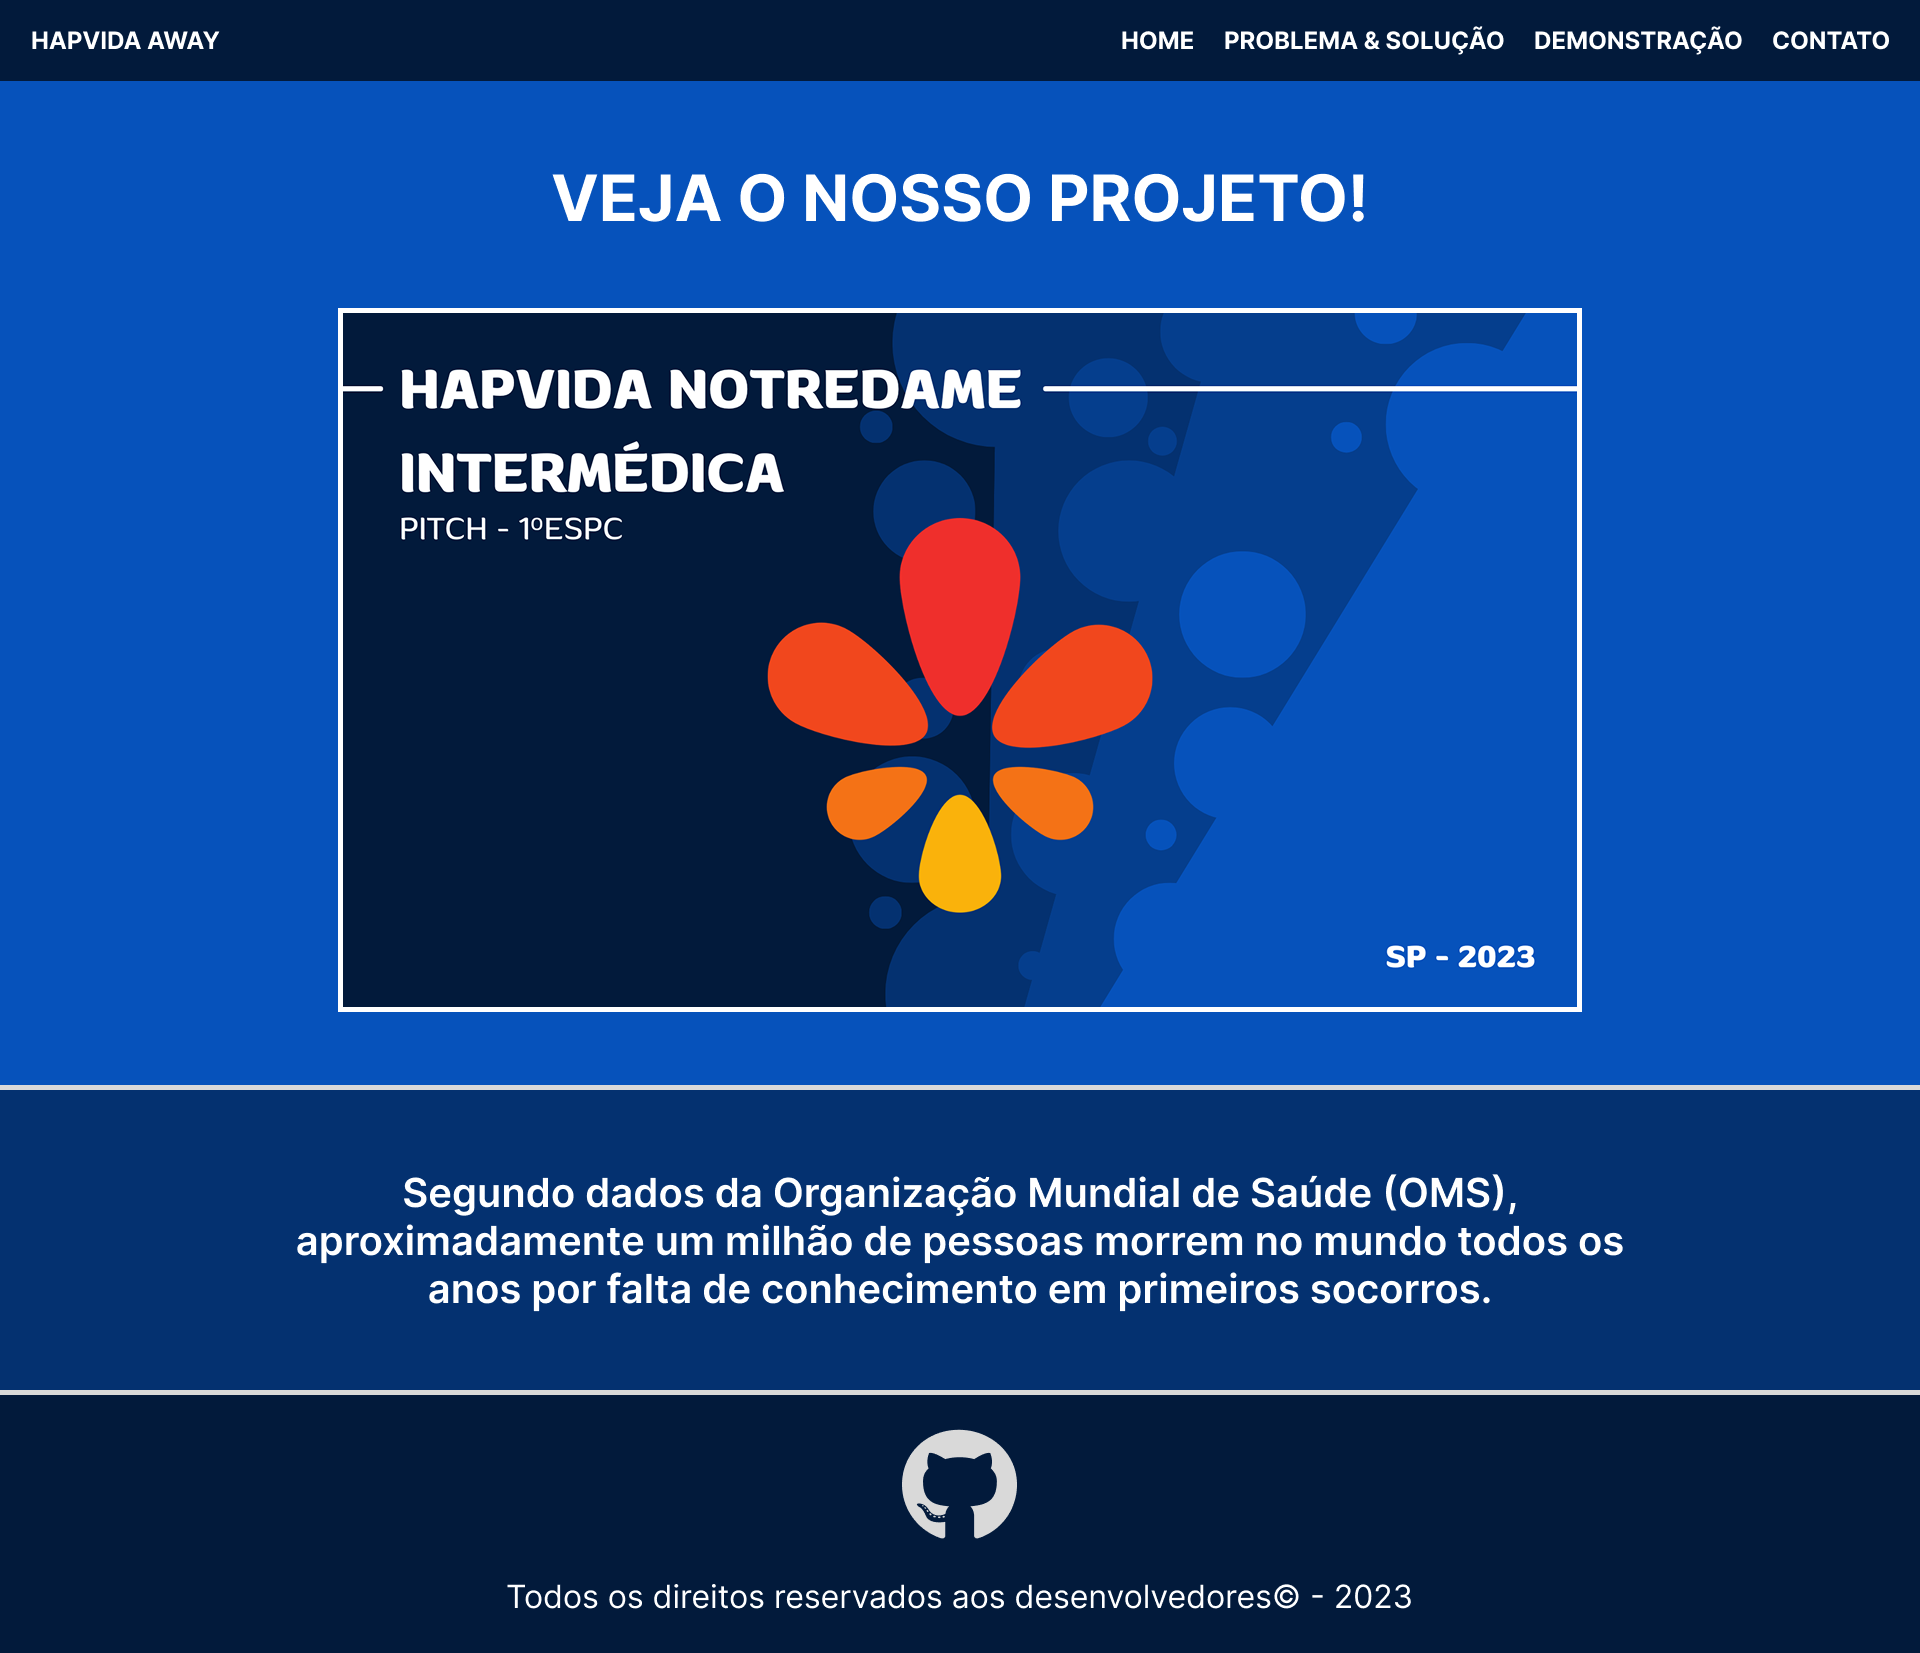 HAPVIDA AWAY
HOME PROBLEMA & SOLUÇÃO DEMONSTRAÇÃO CONTATO
VEJA O NOSSO PROJETO!
HAPVIDA NOTREDAME
INTERMÉDICA
PITCH - 1ºESPC
SP - 2023
Segundo dados da Organização Mundial de Saúde (OMS),
aproximadamente um milhão de pessoas morrem no mundo todos os
anos por falta de conhecimento em primeiros socorros.
Todos os direitos reservados aos desenvolvedores© - 2023